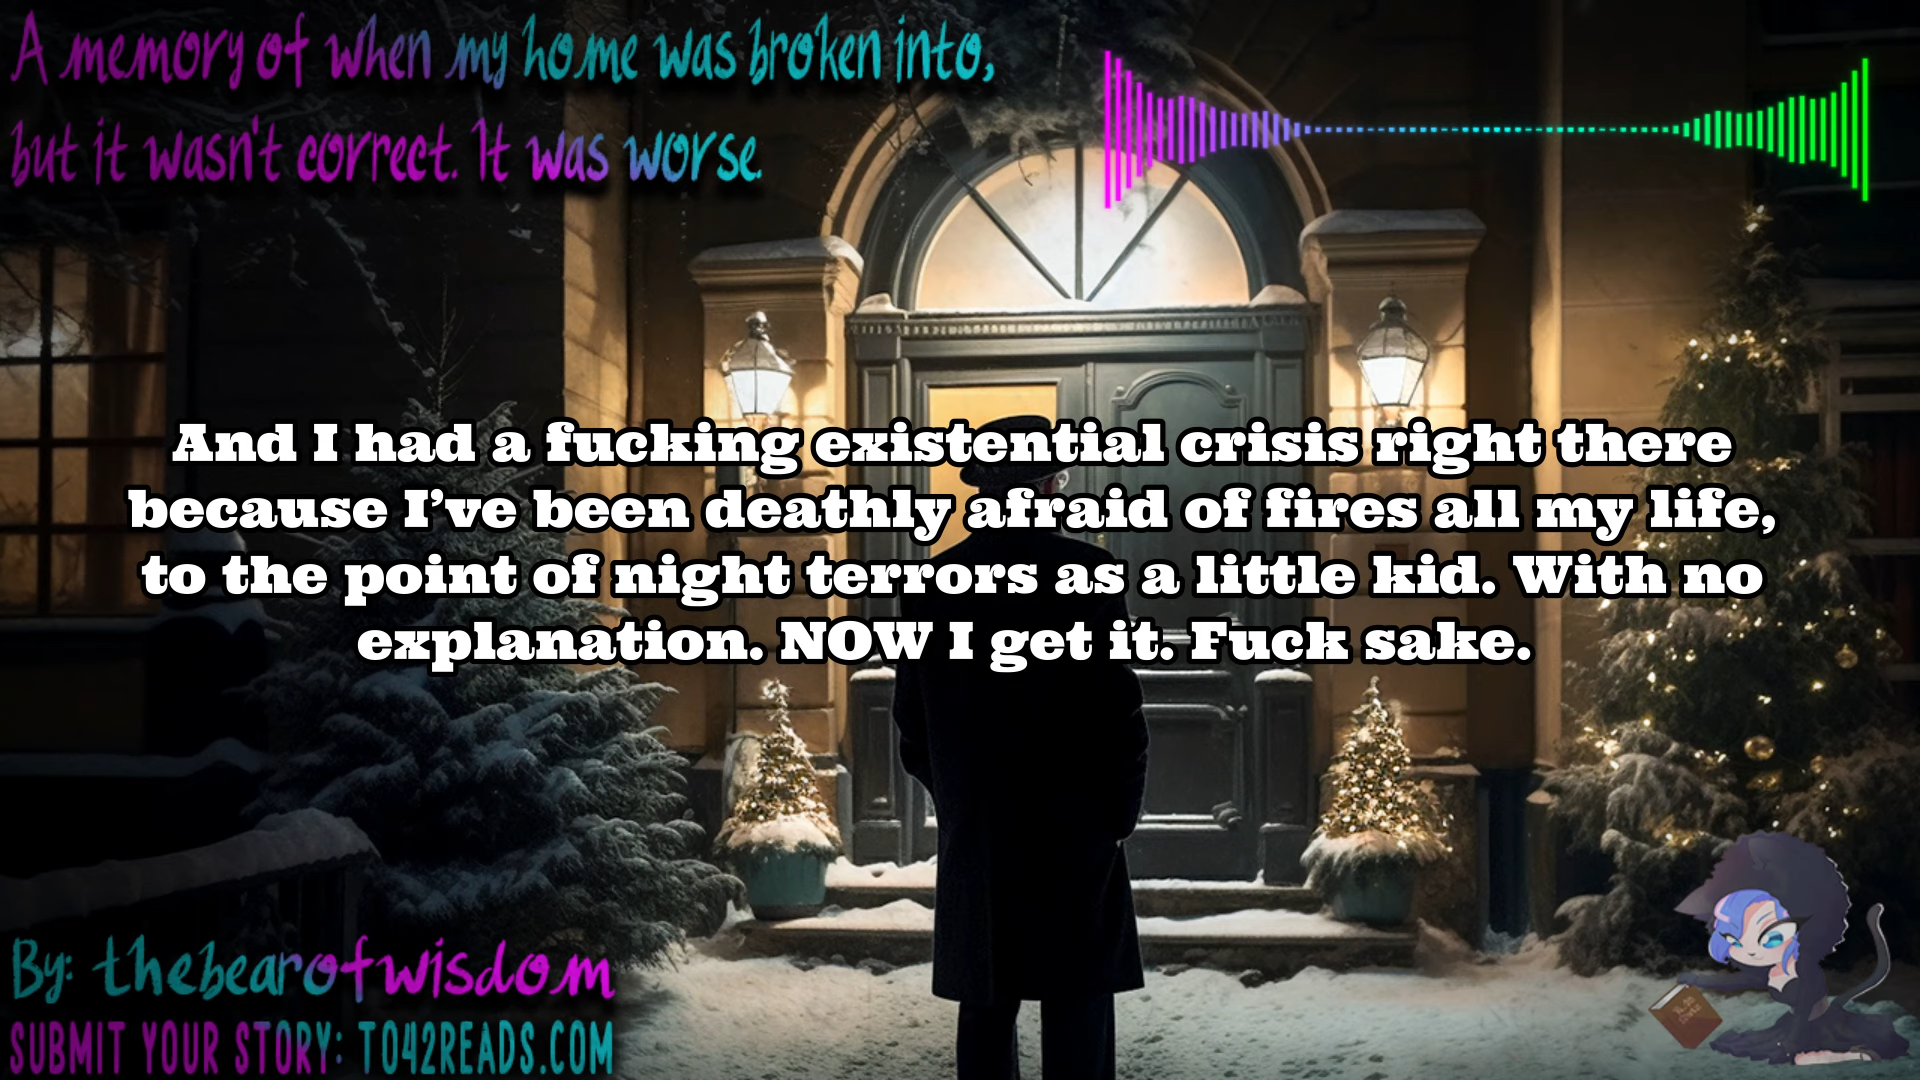 A memory of when my home was broken into,
but it wasn't correct. It was worse.
And I had a fucking existential crisis right there
because I’ve been deathly afraid of fires all my life,
to the point of night terrors as a little kid. With no
explanation. NOW I get it. Fuck sake.
By: thebearofwisdom
SUBMIT YOUR STORY: TO42READS.COM